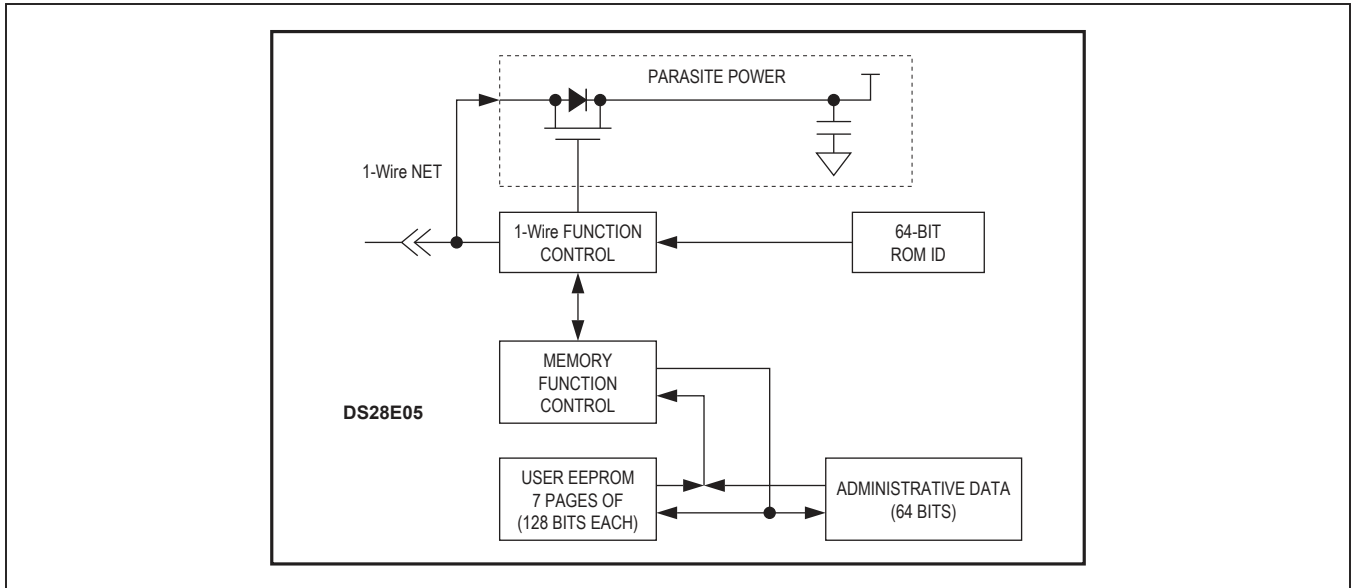 PARASITE POWER
1-Wire NET
1-Wire FUNCTION
CONTROL
64-BIT
ROM ID
MEMORY
FUNCTION
CONTROL
DS28E05
USER EEPROM
7 PAGES OF
(128 BITS EACH)
ADMINISTRATIVE DATA
(64 BITS)